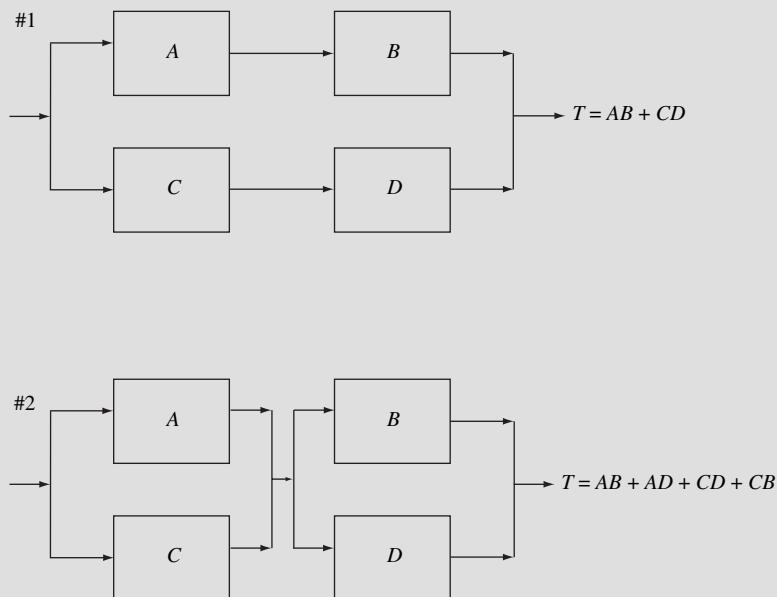 #1
A
B
T = AB + CD
C
D
#2
A
B
T = AB + AD + CD + CB
C
D